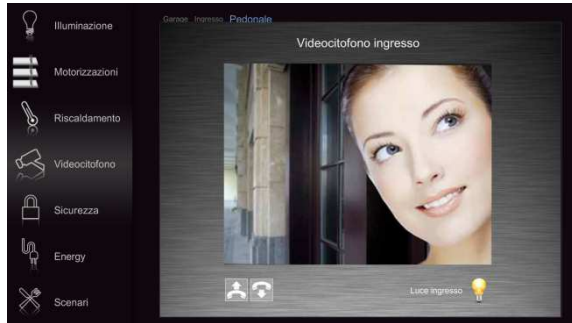 Illuminazione
Motorizzazioni
Riscaldamento
Videocitofono
Sicurezza
Energy
Scenari
Garage Ingresso Pedonale
Videocitofono ingresso
Luce ingresso